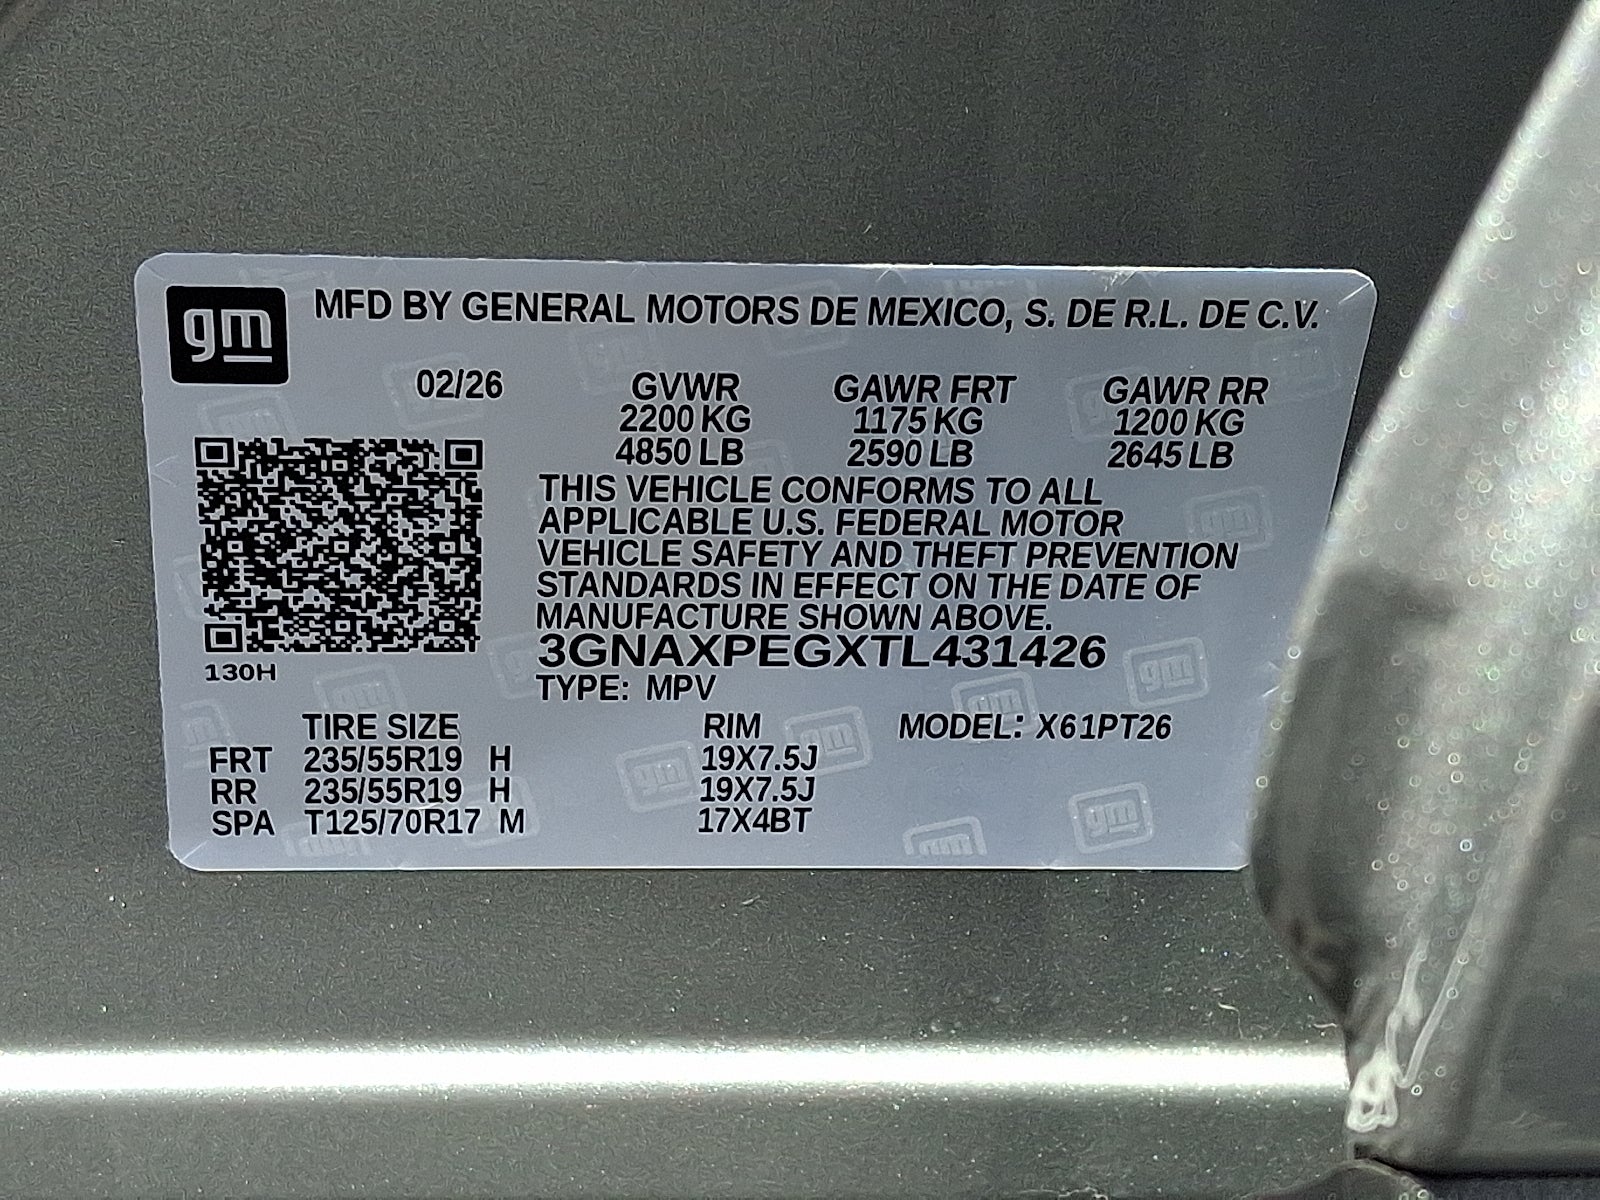 gm
MFD BY GENERAL MOTORS DE MEXICO, S. DE R.L. DE C.V.
02/26 GVWR GAWR FRT GAWR RR
2200 KG 1175 KG 1200 KG
4850 LB 2590 LB 2645 LB
THIS VEHICLE CONFORMS TO ALL
APPLICABLE U.S. FEDERAL MOTOR
VEHICLE SAFETY AND THEFT PREVENTION
STANDARDS IN EFFECT ON THE DATE OF
MANUFACTURE SHOWN ABOVE.
3GNAXPEGXTL431426
130H
TYPE: MPV
TIRE SIZE RIM MODEL: X61PT26
FRT 235/55R19 H 19X7.5J
RR 235/55R19 H 19X7.5J
SPA T125/70R17 M 17X4BT